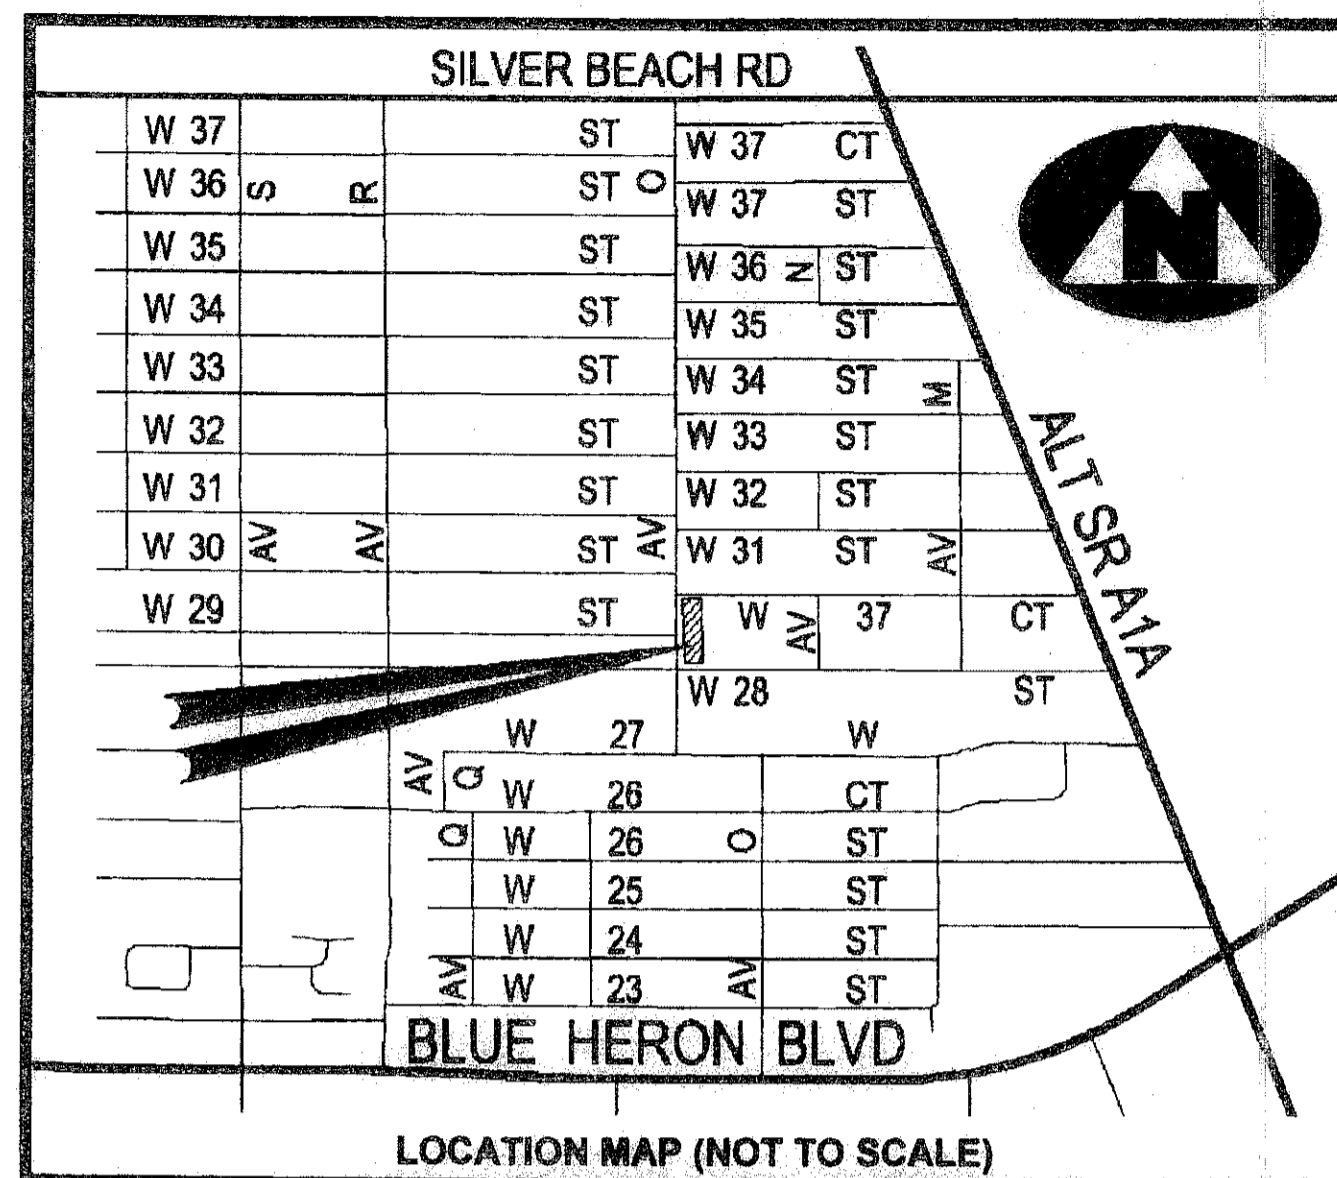 SILVER BEACH RD
W 37 ST W 37 CT
W 36 S R ST O W 37 ST
W 35 ST W 36 N ST
W 34 ST W 35 ST
W 33 ST W 34 ST M
W 32 ST W 33 ST
W 31 ST W 32 ST
W 30 AV AV ST AV W 31 ST AV
W 29 ST W AV 37 CT
W 28 ST
W 27 W
AV Q W 26 CT
Q W 26 O ST
W 25 ST
W 24 ST
AV W 23 AV ST
BLUE HERON BLVD
ALT SR A1A
N
LOCATION MAP (NOT TO SCALE)